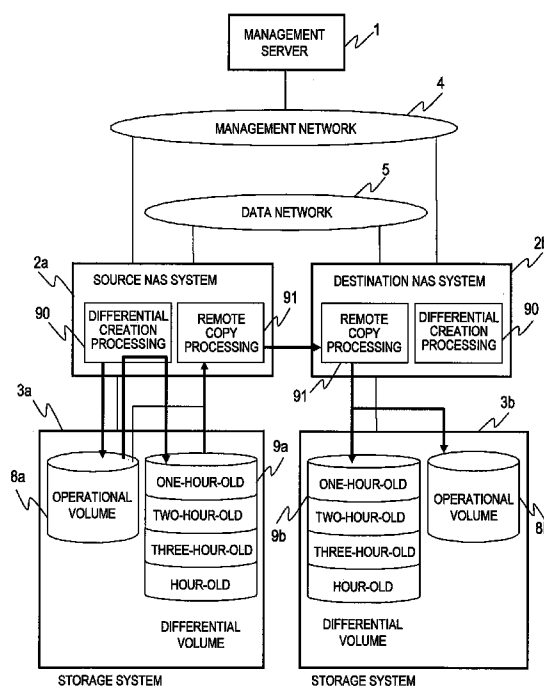 MANAGEMENT
SERVER
1
4
MANAGEMENT NETWORK
5
DATA NETWORK
2a
SOURCE NAS SYSTEM
90
DIFFERENTIAL
CREATION
PROCESSING
REMOTE
COPY
PROCESSING
91
DESTINATION NAS SYSTEM
REMOTE
COPY
PROCESSING
91
DIFFERENTIAL
CREATION
PROCESSING
90
3a
8a
OPERATIONAL
VOLUME
9a
ONE-HOUR-OLD
TWO-HOUR-OLD
THREE-HOUR-OLD
HOUR-OLD
DIFFERENTIAL
VOLUME
STORAGE SYSTEM
3b
9b
ONE-HOUR-OLD
TWO-HOUR-OLD
THREE-HOUR-OLD
HOUR-OLD
DIFFERENTIAL
VOLUME
OPERATIONAL
VOLUME
STORAGE SYSTEM